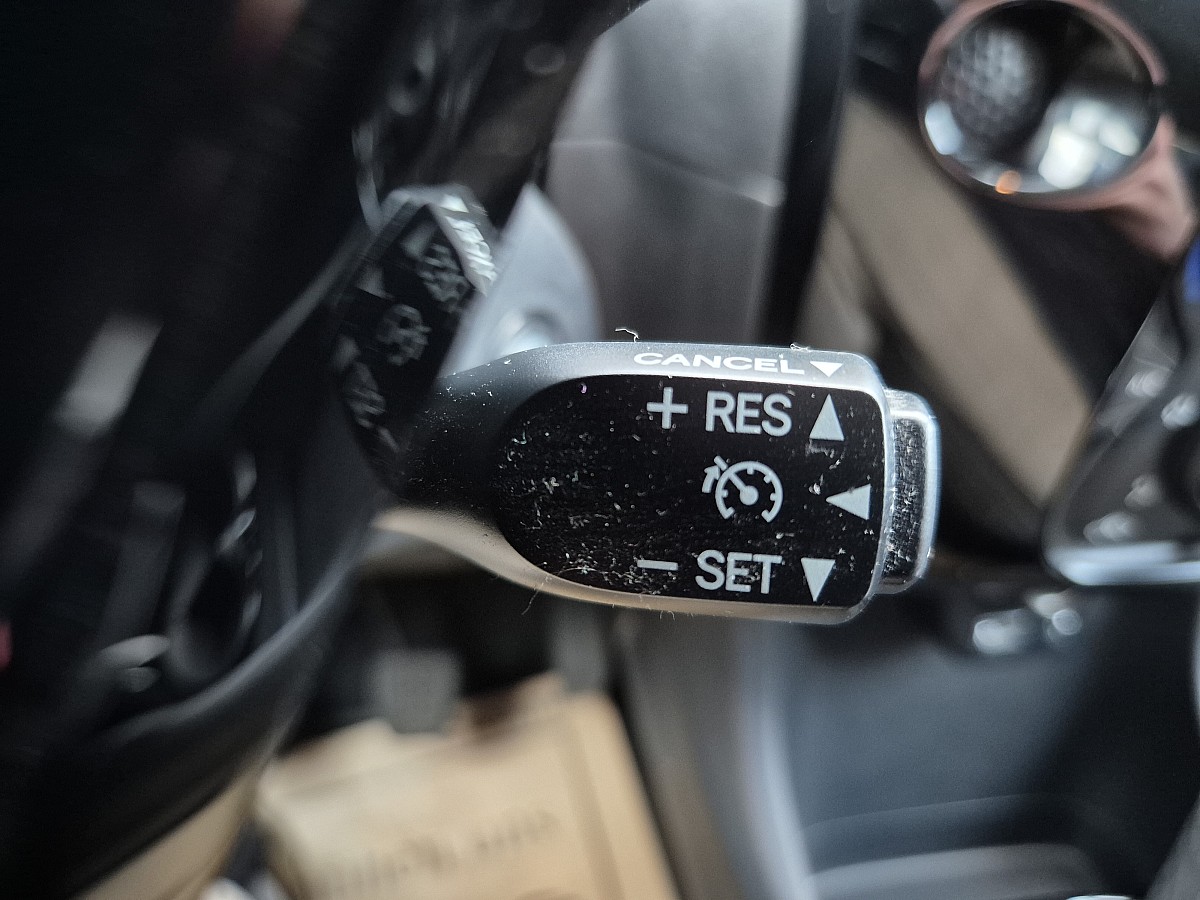 CANCEL ▼
+ RES ▲
◀
− SET ▼